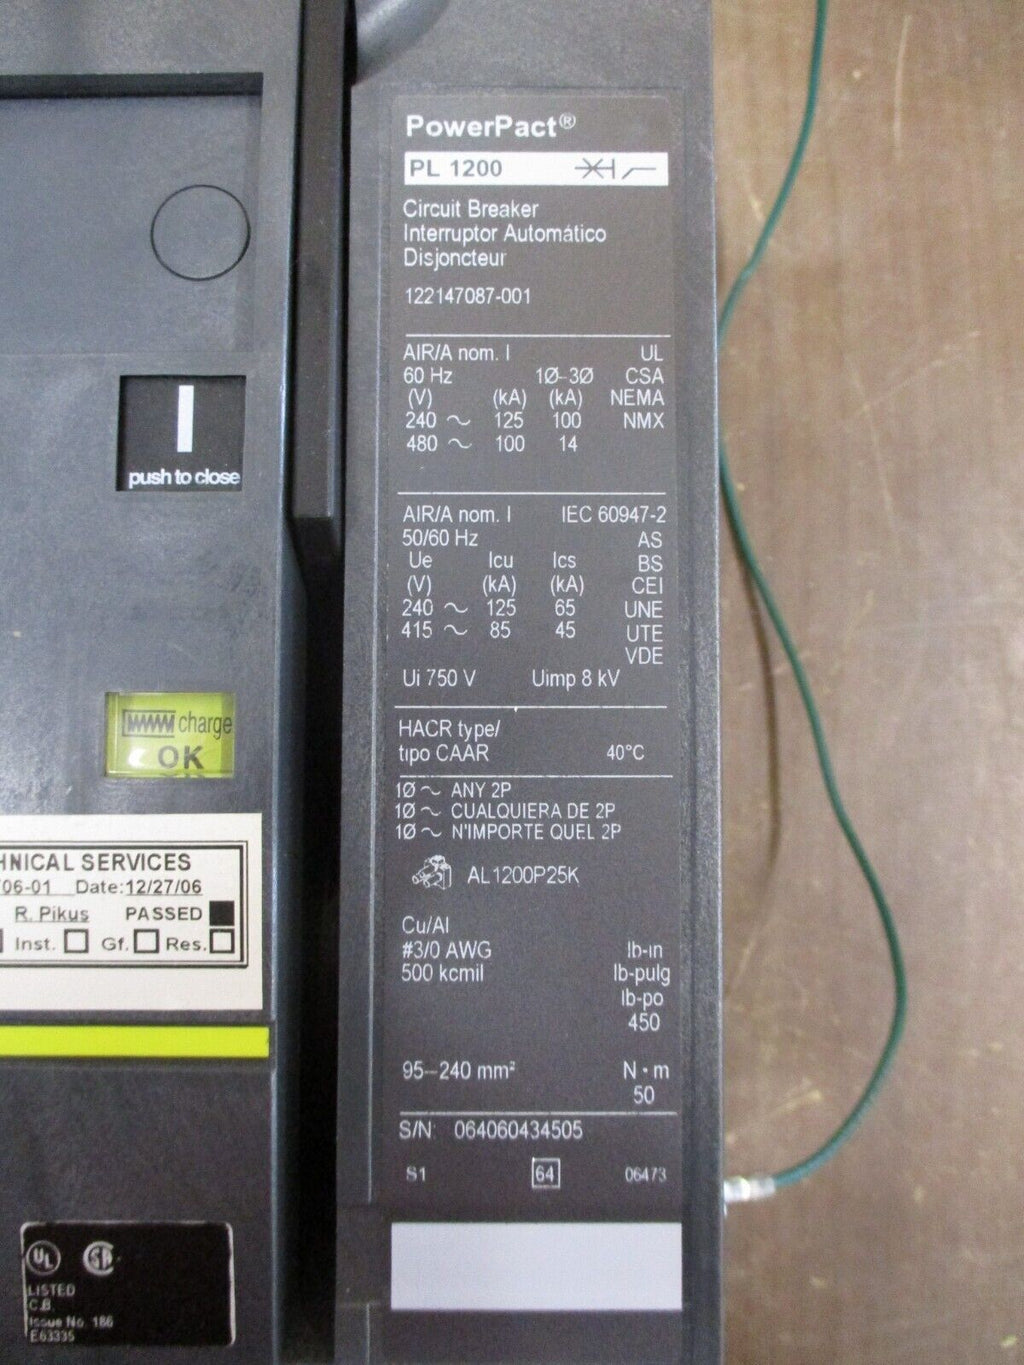 PowerPact®
PL 1200
Circuit Breaker
Interruptor Automático
Disjoncteur
122147087-001
AIR/A nom. I UL
60 Hz 1Ø-3Ø CSA
(V) (kA) (kA) NEMA
240 ~ 125 100 NMX
480 ~ 100 14
AIR/A nom. I IEC 60947-2
50/60 Hz AS
Ue Icu Ics BS
(V) (kA) (kA) CEI
240 ~ 125 65 UNE
415 ~ 85 45 UTE
VDE
Ui 750 V Uimp 8 kV
HACR type/
tipo CAAR 40°C
1Ø ~ ANY 2P
1Ø ~ CUALQUIERA DE 2P
1Ø ~ N'IMPORTE QUEL 2P
AL1200P25K
Cu/Al
#3/0 AWG lb-in
500 kcmil lb-pulg
lb-po
450
95–240 mm² N • m
50
S/N: 064060434505
S1 64 06473
I
push to close
charge
OK
HNICAL SERVICES
06-01 Date:12/27/06
R. Pikus PASSED
Inst. Gf. Res.
UL SA
LISTED
C.B.
Issue No. 186
E63335